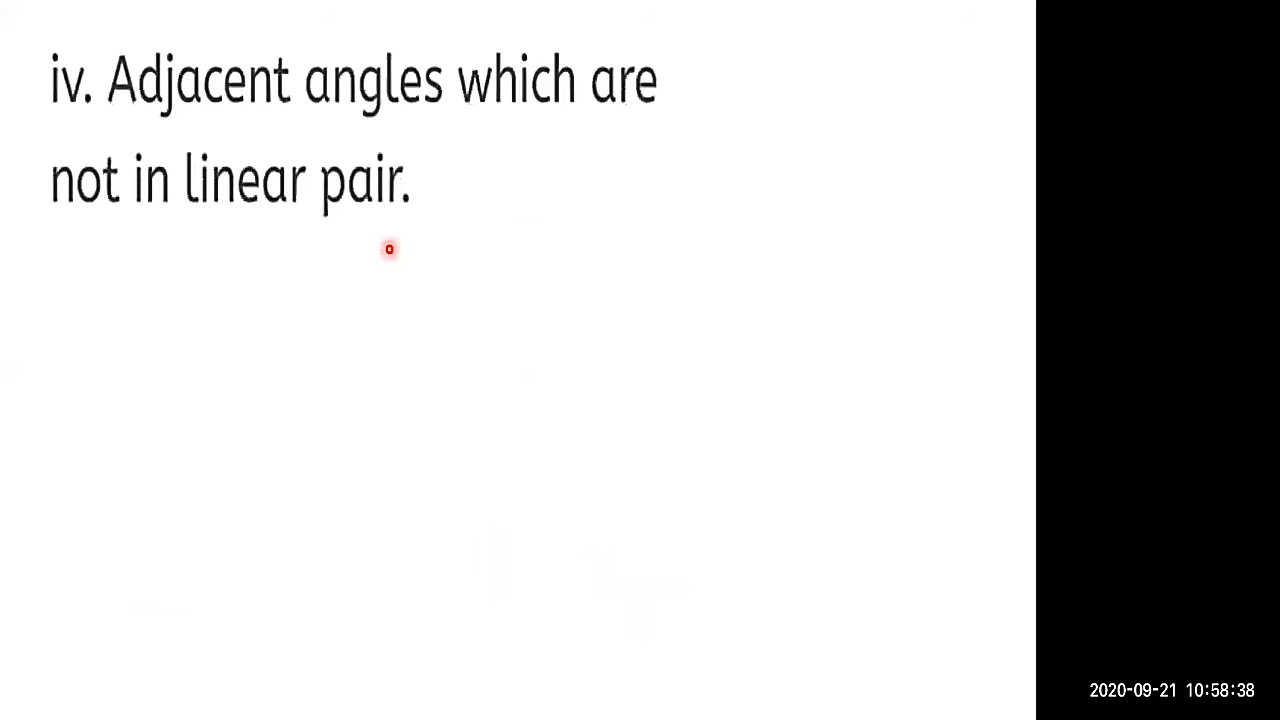 iv. Adjacent angles which are
not in linear pair.
2020-09-21 10:58:38